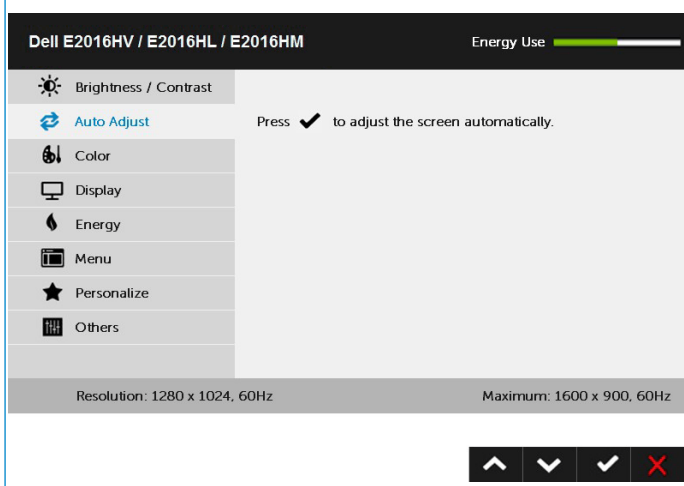 Dell E2016HV / E2016HL / E2016HM
Energy Use
Brightness / Contrast
Auto Adjust
Press ✔ to adjust the screen automatically.
Color
Display
Energy
Menu
Personalize
Others
Resolution: 1280 x 1024, 60Hz
Maximum: 1600 x 900, 60Hz